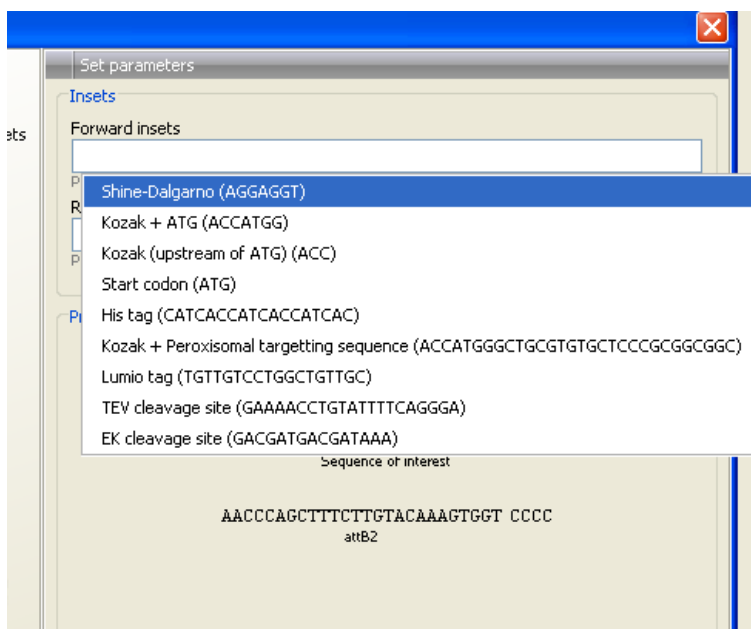 Set parameters
Insets
ets
Forward insets
P
Shine-Dalgarno (AGGAGGT)
R
Kozak + ATG (ACCATGG)
Kozak (upstream of ATG) (ACC)
P
Start codon (ATG)
His tag (CATCACCATCACCATCAC)
P
Kozak + Peroxisomal targetting sequence (ACCATGGGCTGCGTGTGCTCCCGCGGCGGC)
Lumio tag (TGTTGTCCTGGCTGTTGC)
TEV cleavage site (GAAAACCTGTATTTTCAGGGA)
EK cleavage site (GACGATGACGATAAA)
Sequence of interest
AACCCAGCTTTCTTGTACAAAGTGGT CCCC
attB2